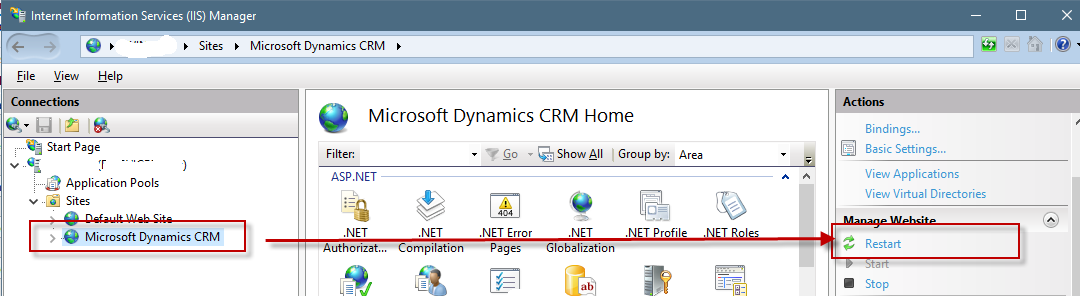 Internet Information Services (IIS) Manager
Sites
Microsoft Dynamics CRM
File View Help
Connections
Start Page
Application Pools
Sites
Default Web Site
Microsoft Dynamics CRM
Microsoft Dynamics CRM Home
Filter: Go Show All Group by: Area
ASP.NET
.NET Authorizat...
.NET Compilation
404
.NET Error Pages
.NET Globalization
.NET Profile
.NET Roles
ab
Actions
Bindings...
Basic Settings...
View Applications
View Virtual Directories
Manage Website
Restart
Start
Stop